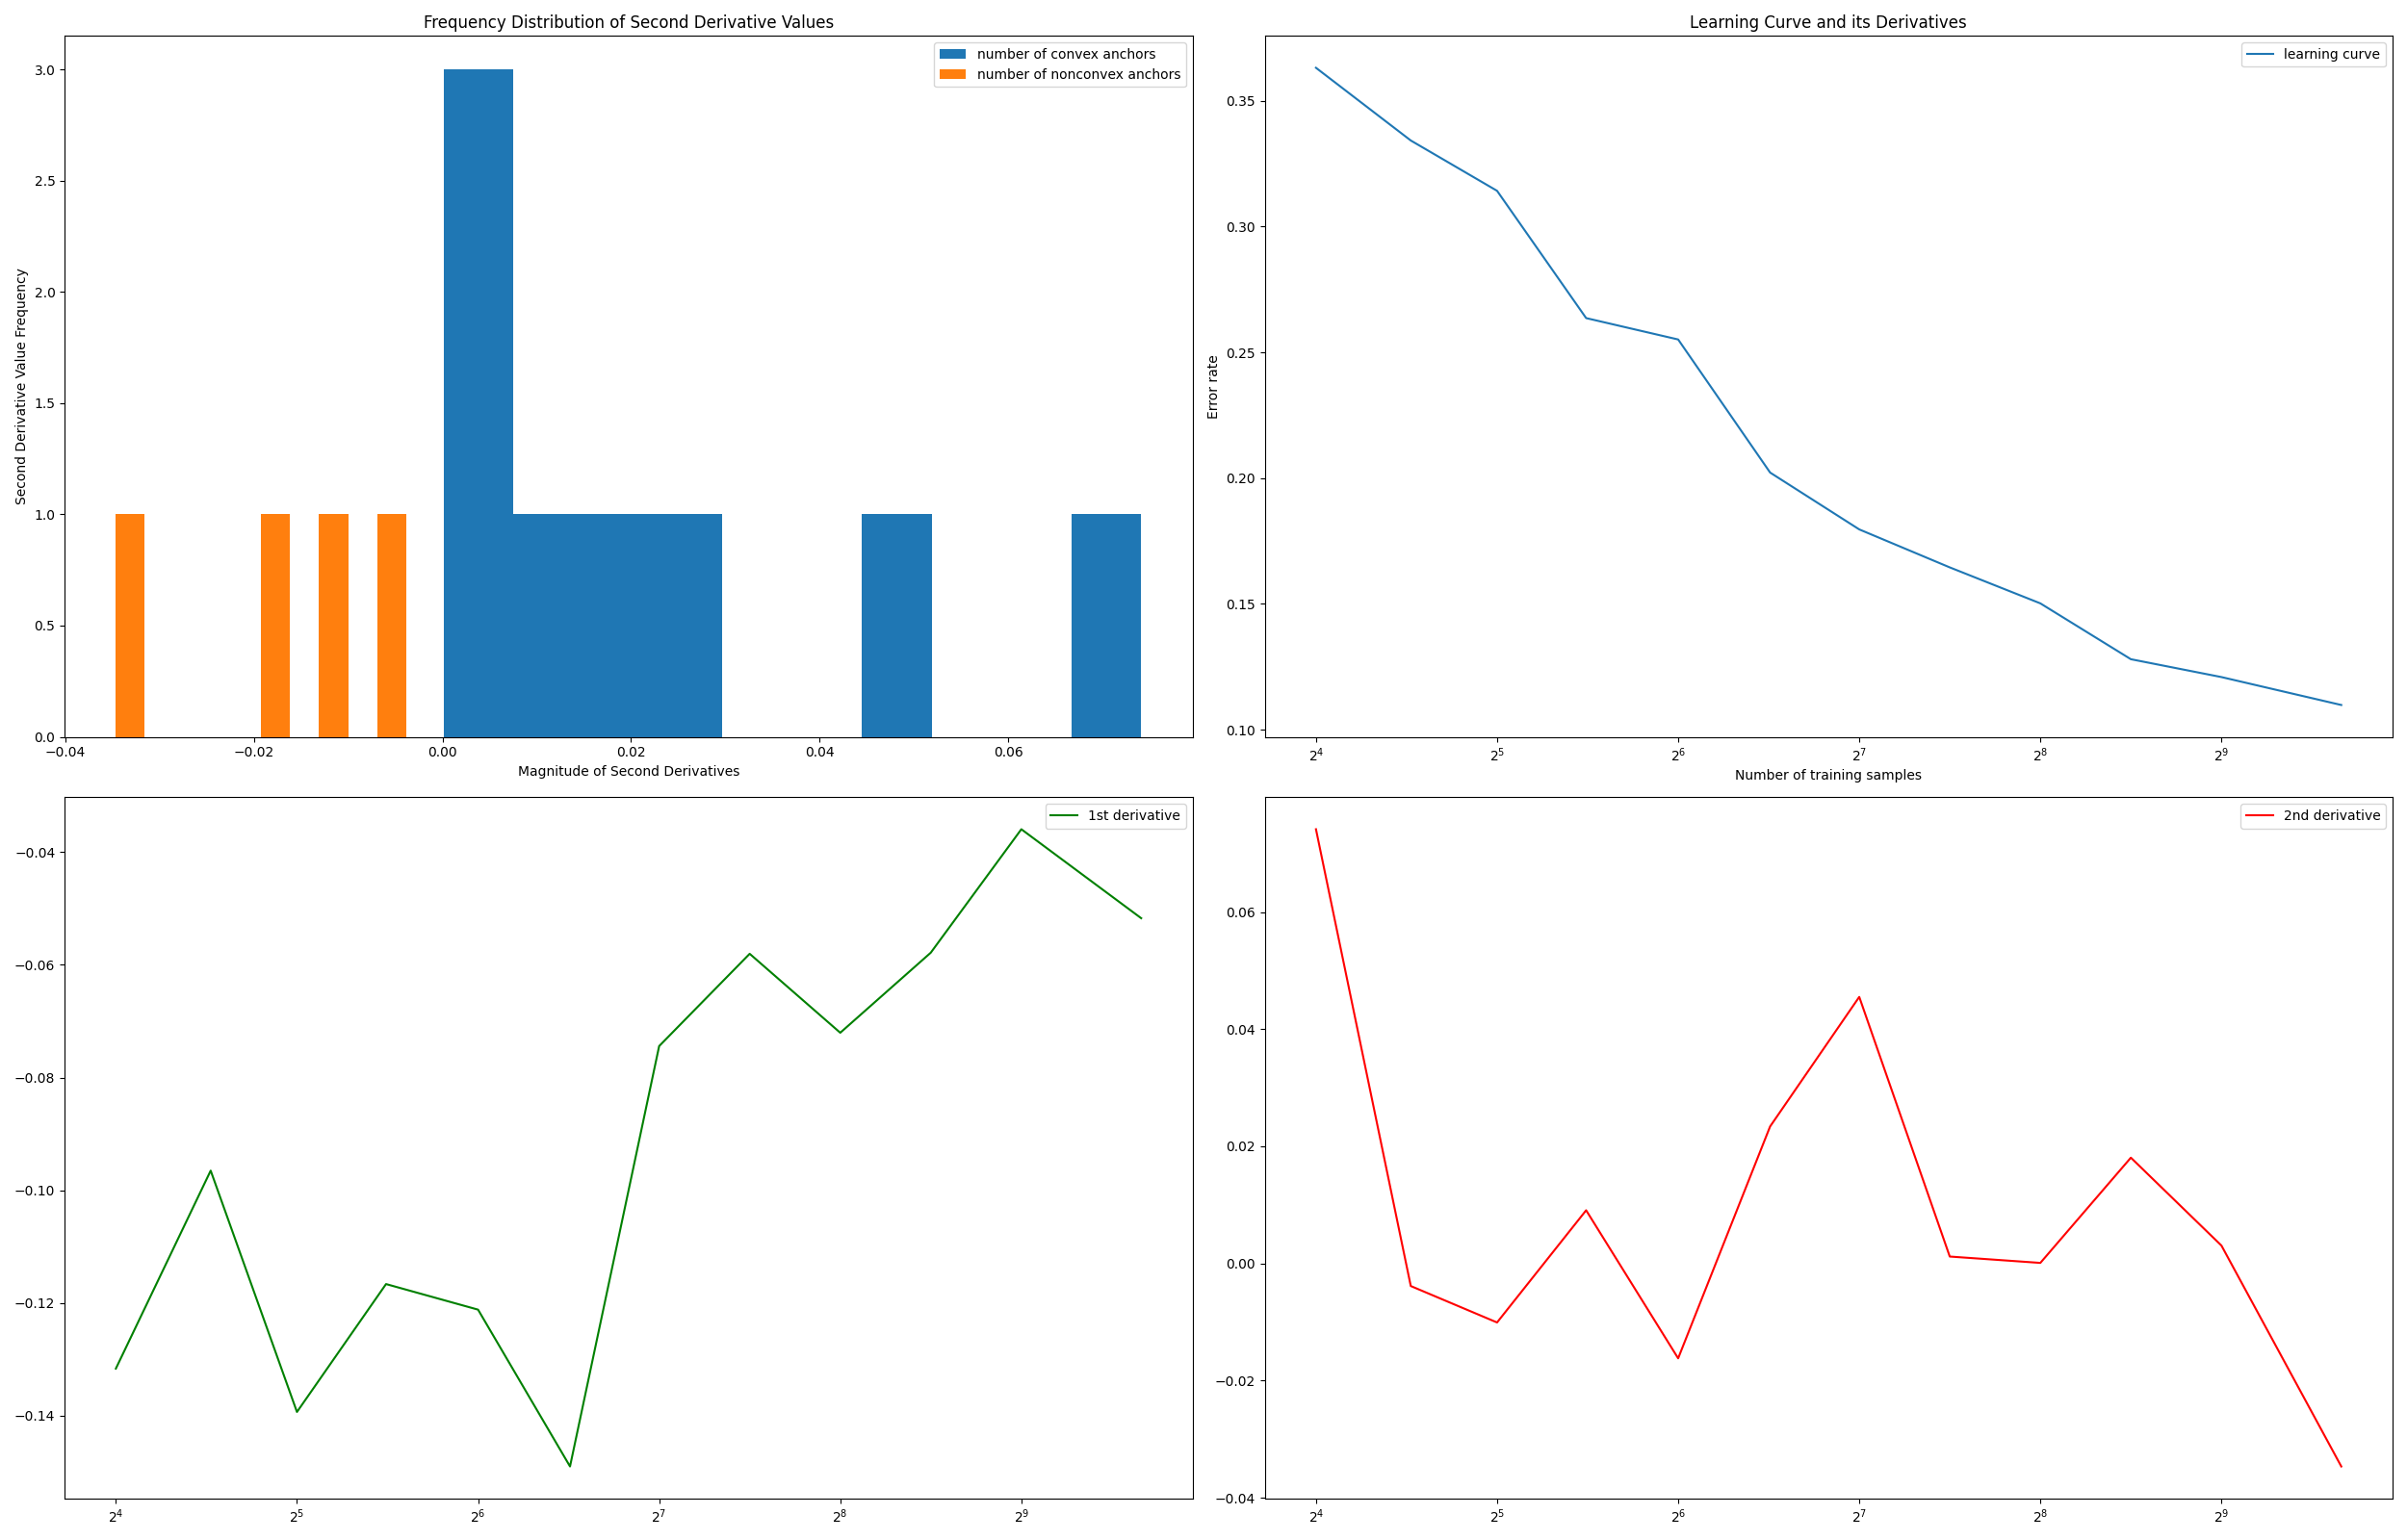 Frequency Distribution of Second Derivative Values
number of convex anchors
number of nonconvex anchors
Second Derivative Value Frequency
3.0
2.5
2.0
1.5
1.0
0.5
0.0
−0.04 −0.02 0.00 0.02 0.04 0.06
Magnitude of Second Derivatives
Learning Curve and its Derivatives
learning curve
Error rate
0.35
0.30
0.25
0.20
0.15
0.10
2⁴ 2⁵ 2⁶ 2⁷ 2⁸ 2⁹
Number of training samples
1st derivative
−0.04
−0.06
−0.08
−0.10
−0.12
−0.14
2⁴ 2⁵ 2⁶ 2⁷ 2⁸ 2⁹
2nd derivative
0.06
0.04
0.02
0.00
−0.02
−0.04
2⁴ 2⁵ 2⁶ 2⁷ 2⁸ 2⁹